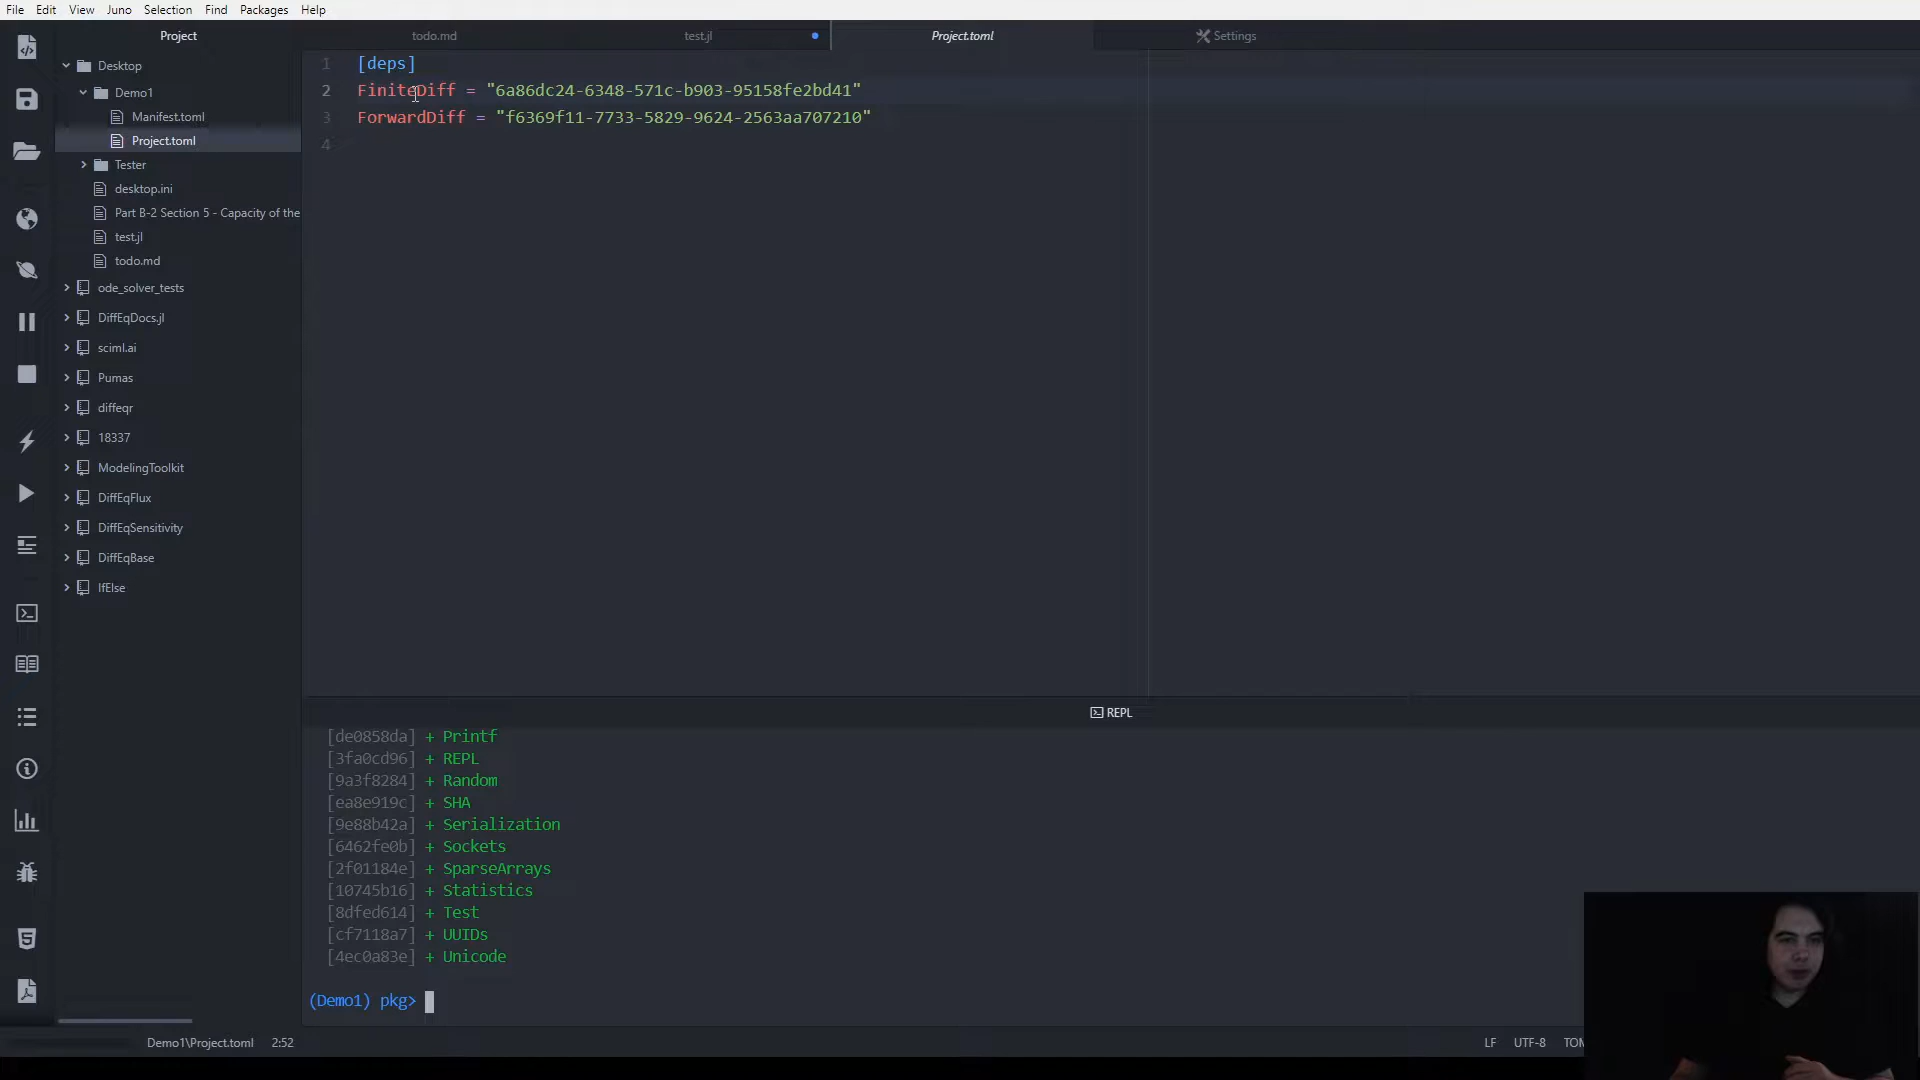 File Edit View Juno Selection Find Packages Help
Project
todo.md
test.jl
Project.toml
Settings
Desktop
Demo1
Manifest.toml
Project.toml
Tester
desktop.ini
Part B-2 Section 5 - Capacity of the
test.jl
todo.md
ode_solver_tests
DiffEqDocs.jl
sciml.ai
Pumas
diffeqr
18337
ModelingToolkit
DiffEqFlux
DiffEqSensitivity
DiffEqBase
IfElse
1 [deps]
2 FiniteDiff = "6a86dc24-6348-571c-b903-95158fe2bd41"
3 ForwardDiff = "f6369f11-7733-5829-9624-2563aa707210"
4
REPL
[de0858da] + Printf
[3fa0cd96] + REPL
[9a3f8284] + Random
[ea8e919c] + SHA
[9e88b42a] + Serialization
[6462fe0b] + Sockets
[2f01184e] + SparseArrays
[10745b16] + Statistics
[8dfed614] + Test
[cf7118a7] + UUIDs
[4ec0a83e] + Unicode
(Demo1) pkg>
Demo1\Project.toml 2:52
LF UTF-8 TOM